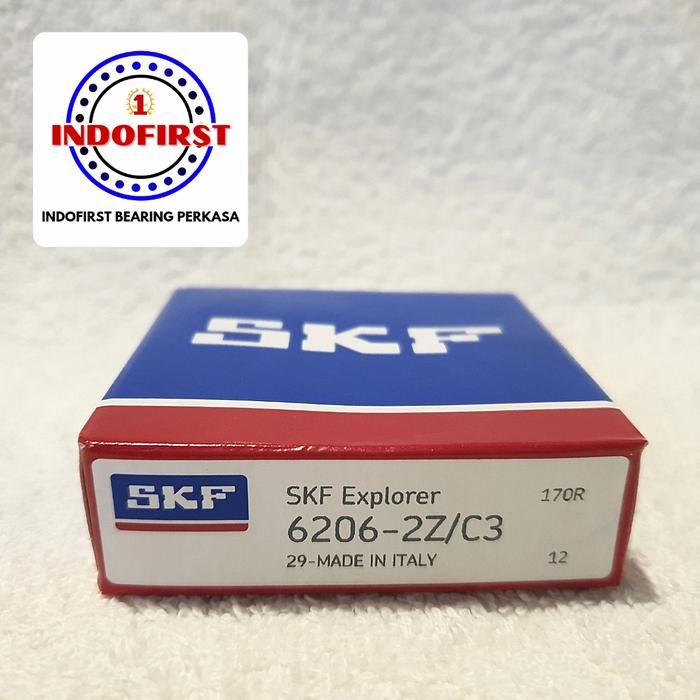 1
INDOFIRST
INDOFIRST BEARING PERKASA
SKF
SKF
SKF Explorer
170R
6206-2Z/C3
29-MADE IN ITALY
12